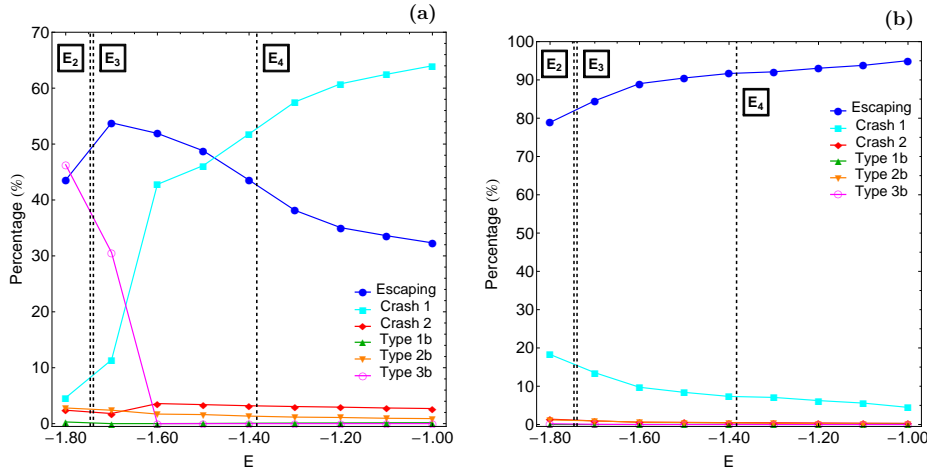 (a)
70
60
50
40
30
20
10
0
Percentage (%)
E2
E3
E4
Escaping
Crash 1
Crash 2
Type 1b
Type 2b
Type 3b
-1.80
-1.60
-1.40
-1.20
-1.00
E
(b)
100
90
80
70
60
50
40
30
20
10
0
Percentage (%)
E2
E3
E4
Escaping
Crash 1
Crash 2
Type 1b
Type 2b
Type 3b
-1.80
-1.60
-1.40
-1.20
-1.00
E